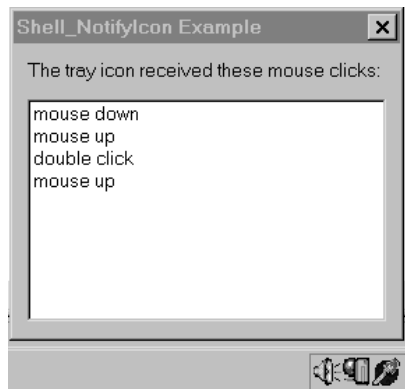 Shell_NotifyIcon Example
The tray icon received these mouse clicks:
mouse down
mouse up
double click
mouse up